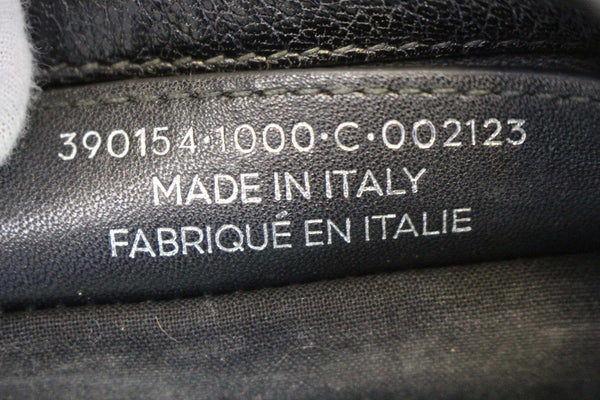 390154·1000·C·002123
MADE IN ITALY
FABRIQUÉ EN ITALIE